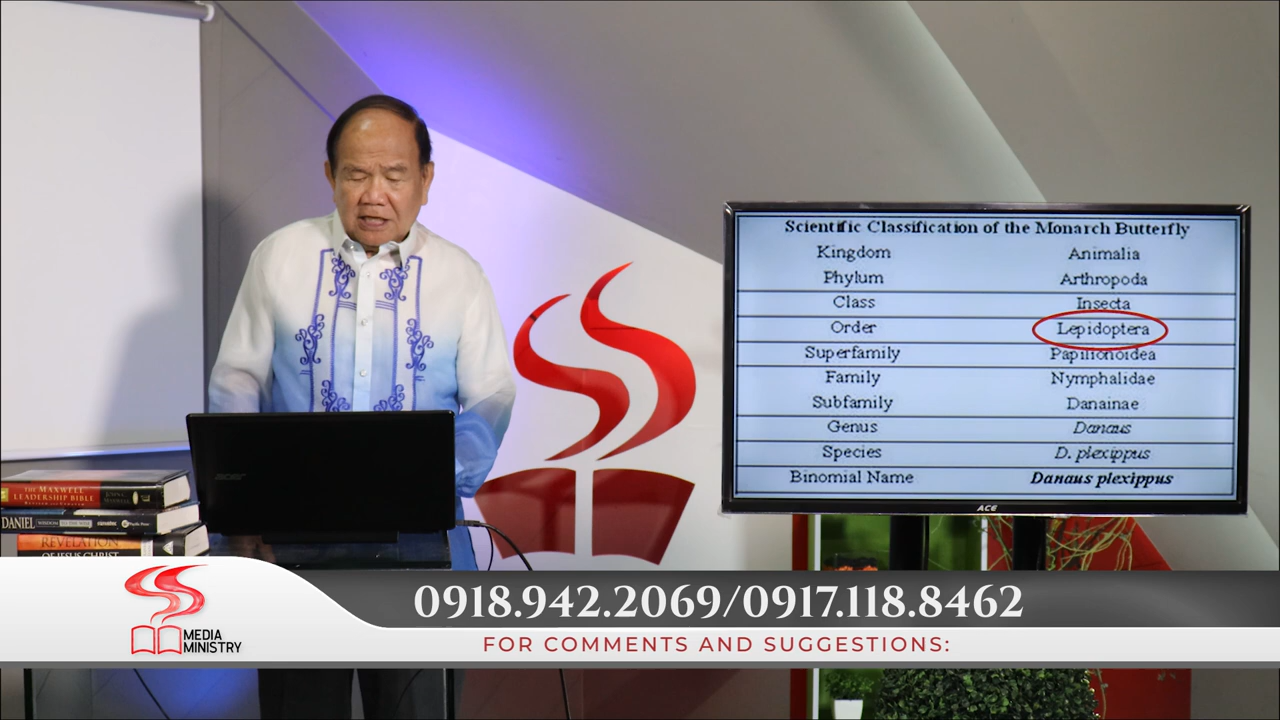 Scientific Classification of the Monarch Butterfly
Kingdom Animalia
Phylum Arthropoda
Class Insecta
Order Lepidoptera
Superfamily Papilionoidea
Family Nymphalidae
Subfamily Danainae
Genus Danaus
Species D. plexippus
Binomial Name Danaus plexippus
ACE
acer
THE MAXWELL
LEADERSHIP BIBLE
DANIEL
REVELATION
OF JESUS CHRIST
MEDIA
MINISTRY
0918.942.2069/0917.118.8462
FOR COMMENTS AND SUGGESTIONS: